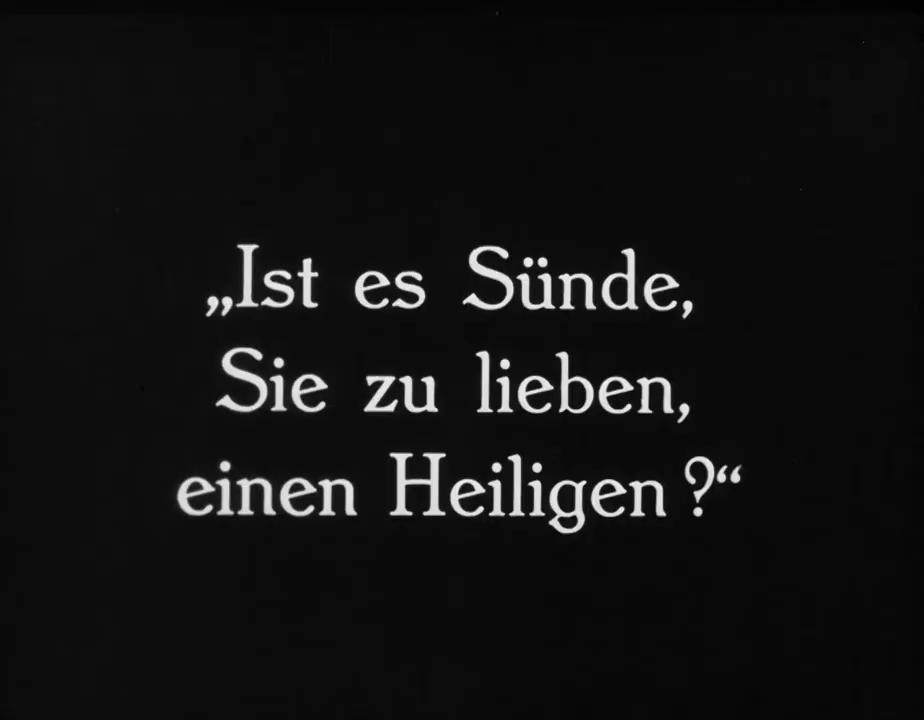 „Ist es Sünde,
Sie zu lieben,
einen Heiligen ?“